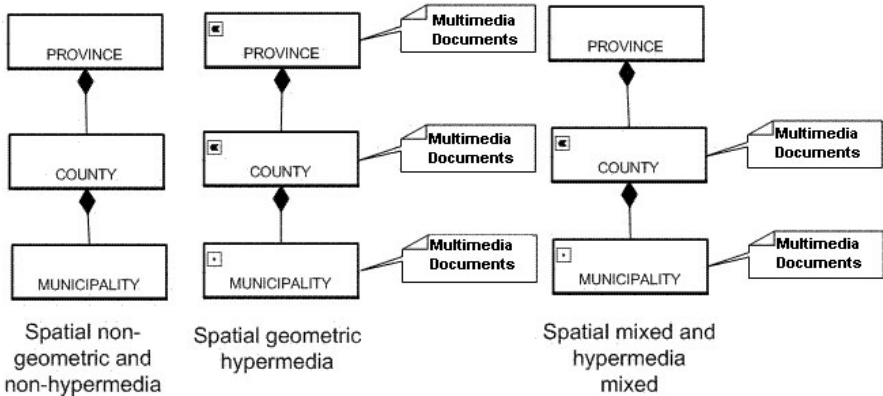 PROVINCE
COUNTY
MUNICIPALITY
Spatial non-
geometric and
non-hypermedia
PROVINCE
Multimedia
Documents
COUNTY
Multimedia
Documents
MUNICIPALITY
Multimedia
Documents
Spatial geometric
hypermedia
PROVINCE
COUNTY
Multimedia
Documents
MUNICIPALITY
Multimedia
Documents
Spatial mixed and
hypermedia
mixed